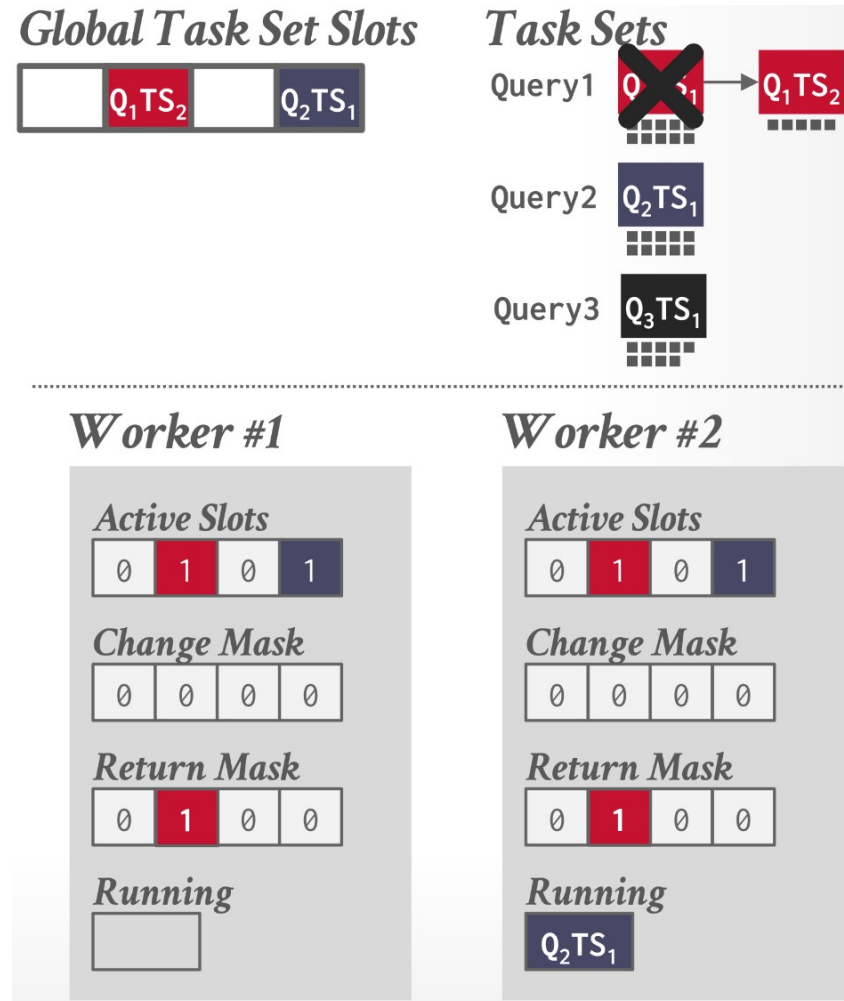 Global Task Set Slots
Q₁TS₂
Q₂TS₁
Task Sets
Query1
Q₁TS₂
Query2
Q₂TS₁
Query3
Q₃TS₁
Worker #1
Active Slots
0 1 0 1
Change Mask
0 0 0 0
Return Mask
0 1 0 0
Running
Worker #2
Active Slots
0 1 0 1
Change Mask
0 0 0 0
Return Mask
0 1 0 0
Running
Q₂TS₁